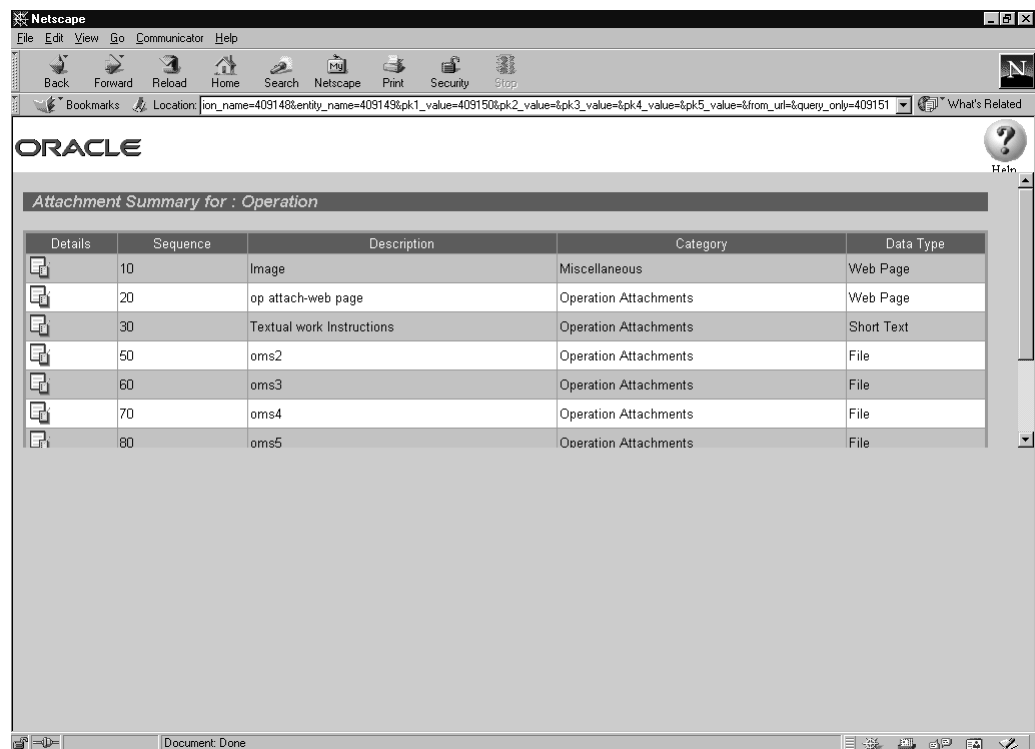 Netscape
File Edit View Go Communicator Help
My
Back Forward Reload Home Search Netscape Print Security Stop
N
Bookmarks Location: ion_name=409148&entity_name=409149&pk1_value=409150&pk2_value=&pk3_value=&pk4_value=&pk5_value=&from_url=&query_only=409151 What's Related
ORACLE
?
Help
Attachment Summary for : Operation
Details Sequence Description Category Data Type
10 Image Miscellaneous Web Page
20 op attach-web page Operation Attachments Web Page
30 Textual work Instructions Operation Attachments Short Text
50 oms2 Operation Attachments File
60 oms3 Operation Attachments File
70 oms4 Operation Attachments File
80 oms5 Operation Attachments File
Document: Done